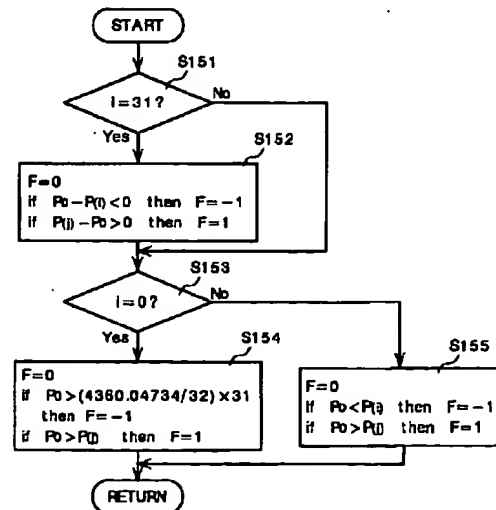 START
S151
i=31?
No
Yes
S152
F=0
if Po-P(i)<0 then F=-1
if P(j)-Po>0 then F=1
S153
i=0?
No
Yes
S154
F=0
if Po>(4360.04734/32)×31
then F=-1
if Po>P(j) then F=1
S155
F=0
if Po<P(i) then F=-1
if Po>P(j) then F=1
RETURN